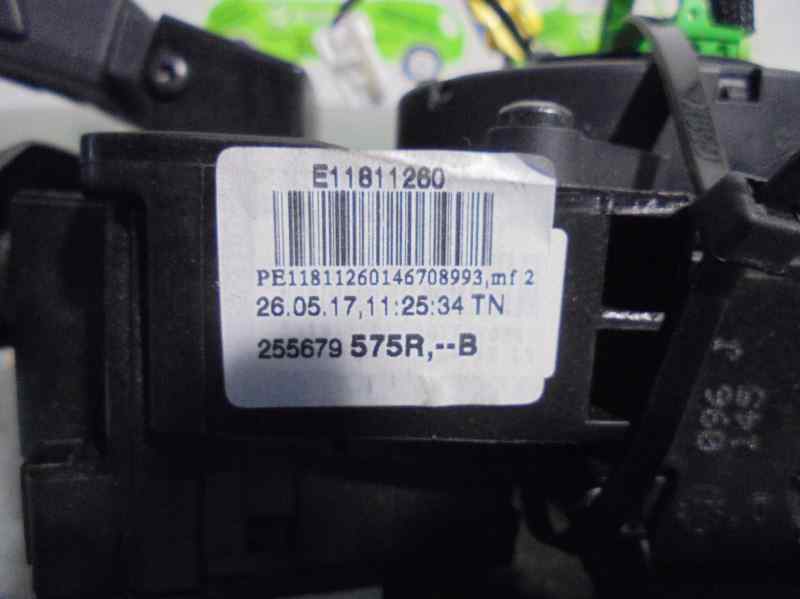 E11811260
PE11811260146708993,mf 2
26.05.17,11:25:34 TN
255679 575R,--B